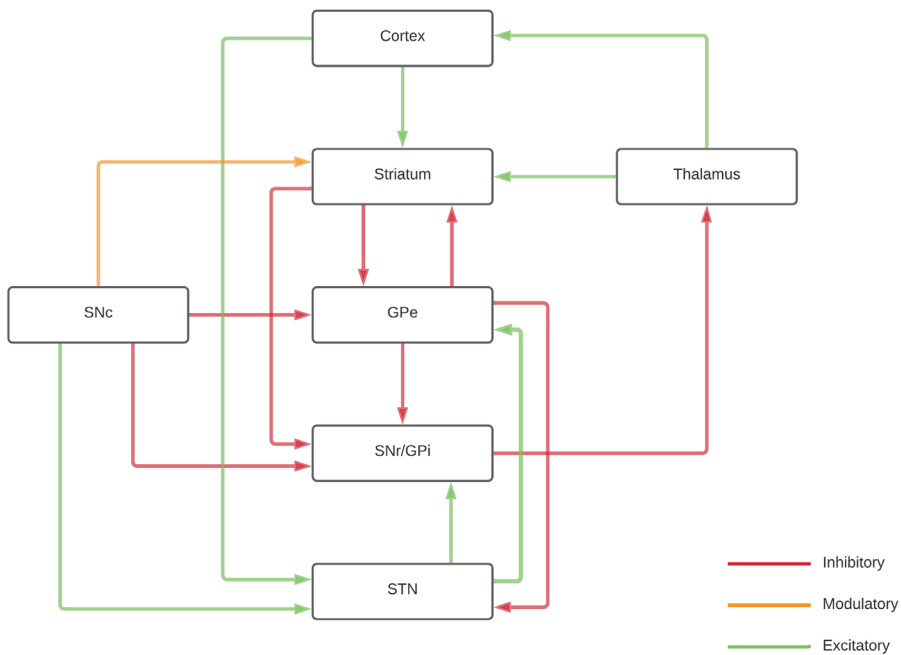 Cortex
Striatum
Thalamus
SNc
GPe
SNr/GPi
STN
Inhibitory
Modulatory
Excitatory